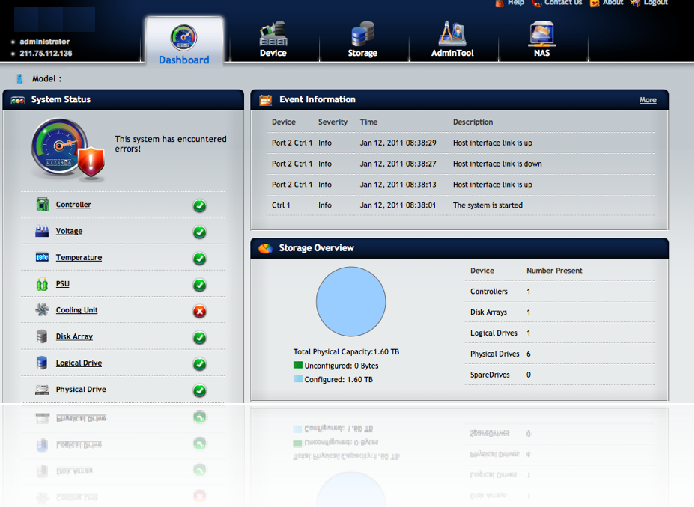 Help Contact Us About Logout
administrator
211.75.112.136
Dashboard Device Storage AdminTool NAS
Model :
System Status
This system has encountered
errors!
Controller
Voltage
Temperature
PSU
Cooling Unit
Disk Array
Logical Drive
Physical Drive
Event Information More
Device Severity Time Description
Port 2 Ctrl 1 Info Jan 12, 2011 08:38:29 Host interface link is up
Port 2 Ctrl 1 Info Jan 12, 2011 08:38:27 Host interface link is down
Port 2 Ctrl 1 Info Jan 12, 2011 08:38:13 Host interface link is up
Ctrl 1 Info Jan 12, 2011 08:38:01 The system is started
Storage Overview
Total Physical Capacity:1.60 TB
Unconfigured: 0 Bytes
Configured: 1.60 TB
Device Number Present
Controllers 1
Disk Arrays 1
Logical Drives 1
Physical Drives 6
SpareDrives 0